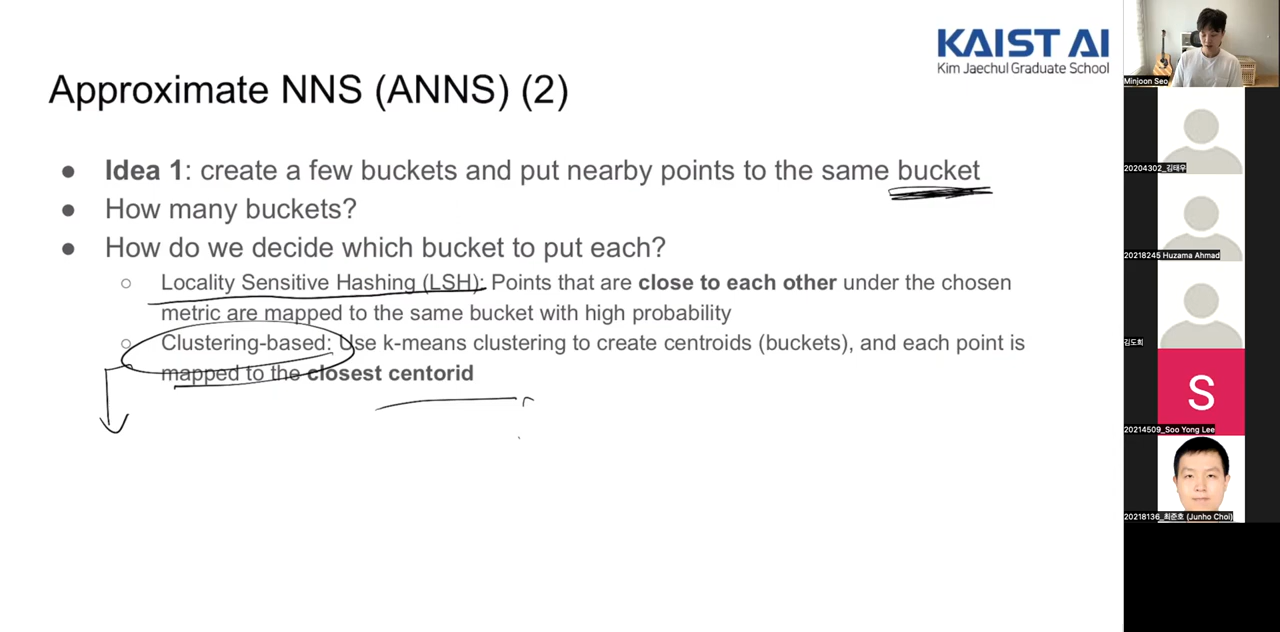 KAIST AI
Kim Jaechul Graduate School
Approximate NNS (ANNS) (2)
● Idea 1: create a few buckets and put nearby points to the same bucket
● How many buckets?
● How do we decide which bucket to put each?
○ Locality Sensitive Hashing (LSH): Points that are close to each other under the chosen
metric are mapped to the same bucket with high probability
○ Clustering-based: Use k-means clustering to create centroids (buckets), and each point is
mapped to the closest centorid
Minjoon Seo
20204302_김태우
20218245 Huzama Ahmad
김도희
S
20214509_Soo Yong Lee
20218136_최준호 (Junho Choi)